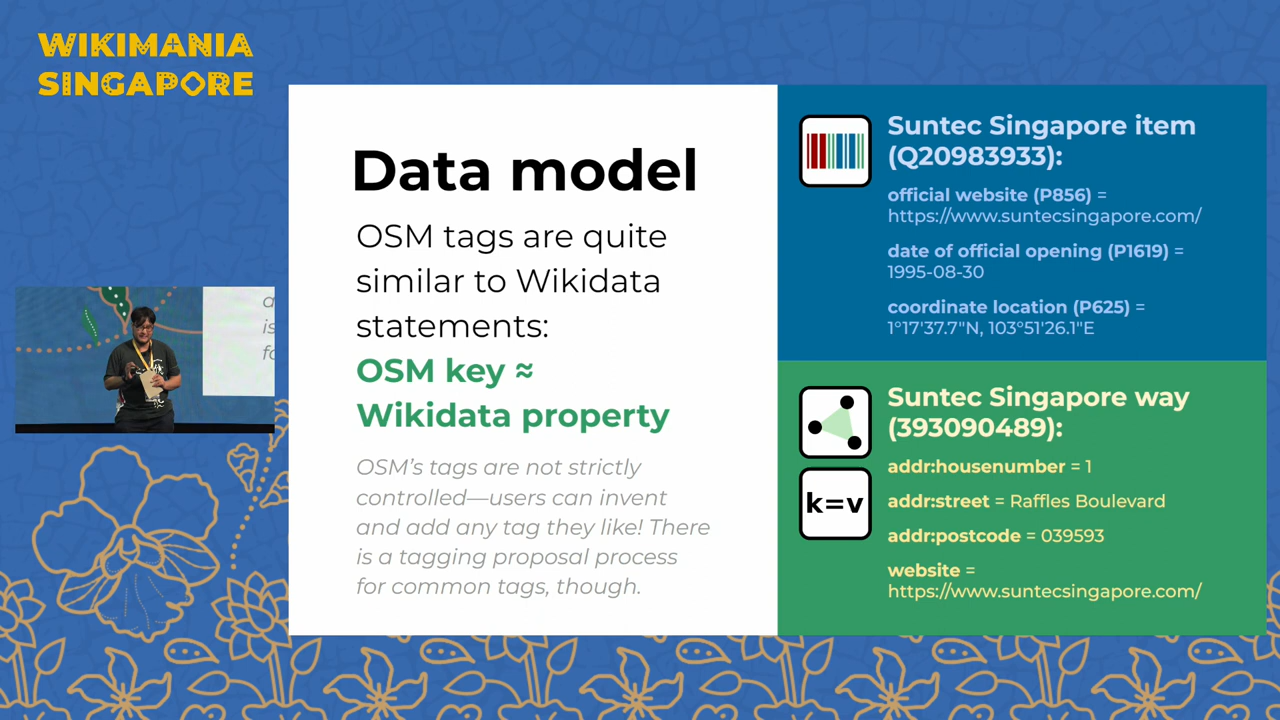 WIKIMANIA
SINGAPORE
Data model
OSM tags are quite
similar to Wikidata
statements:
OSM key ≈
Wikidata property
OSM’s tags are not strictly
controlled—users can invent
and add any tag they like! There
is a tagging proposal process
for common tags, though.
Suntec Singapore item
(Q20983933):
official website (P856) =
https://www.suntecsingapore.com/
date of official opening (P1619) =
1995-08-30
coordinate location (P625) =
1°17'37.7"N, 103°51'26.1"E
Suntec Singapore way
(393090489):
k=v
addr:housenumber = 1
addr:street = Raffles Boulevard
addr:postcode = 039593
website =
https://www.suntecsingapore.com/